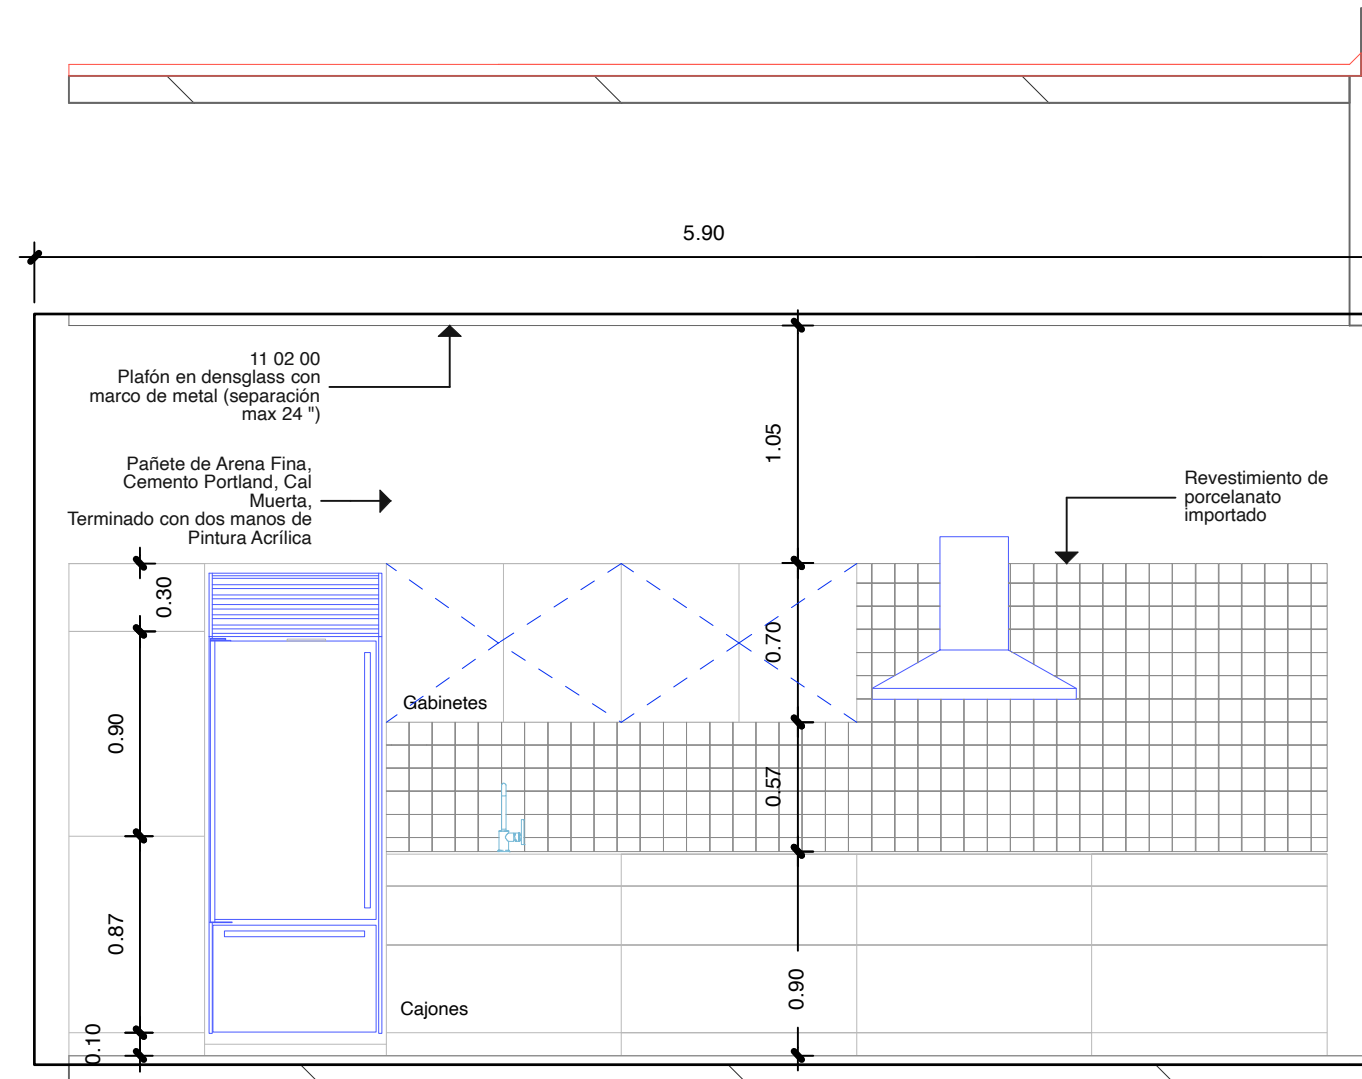 5.90
11 02 00
Plafón en densglass con
marco de metal (separación
max 24 ")
1.05
Pañete de Arena Fina,
Cemento Portland, Cal
Muerta,
Terminado con dos manos de
Pintura Acrílica
Revestimiento de
porcelanato
importado
0.30
0.70
Gabinetes
0.90
0.57
0.87
0.90
Cajones
0.10